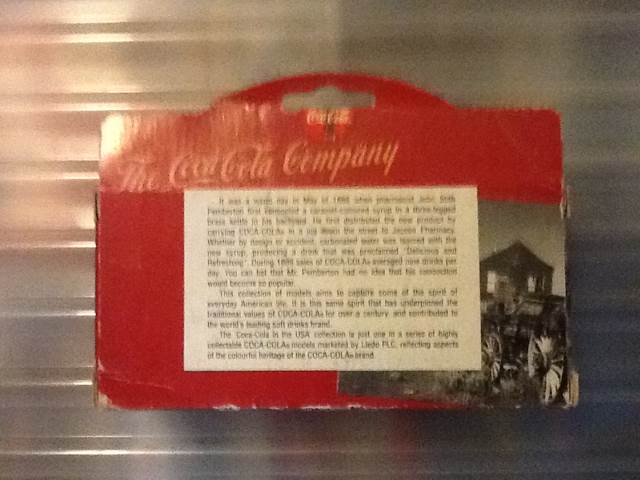 Coca-Cola
The Coca-Cola Company
It was a warm day in May of 1886 when pharmacist John Stith
Pemberton first concocted a caramel-coloured syrup in a three-legged
brass kettle in his backyard. He first distributed the new product by
carrying COCA-COLA® in a jug down the street to Jacobs Pharmacy.
Whether by design or accident, carbonated water was teamed with the
new syrup, producing a drink that was proclaimed "Delicious and
Refreshing". During 1886 sales of COCA-COLA® averaged nine drinks per
day. You can bet that Mr. Pemberton had no idea that his concoction
would become so popular.
This collection of models aims to capture some of the spirit of
everyday American life. It is this same spirit that has underpinned the
traditional values of COCA-COLA® for over a century, and contributed to
the world's leading soft drinks brand.
The 'Coca-Cola in the USA' collection is just one in a series of highly
collectable COCA-COLA® models marketed by Lledo PLC, reflecting aspects
of the colourful heritage of the COCA-COLA® brand.